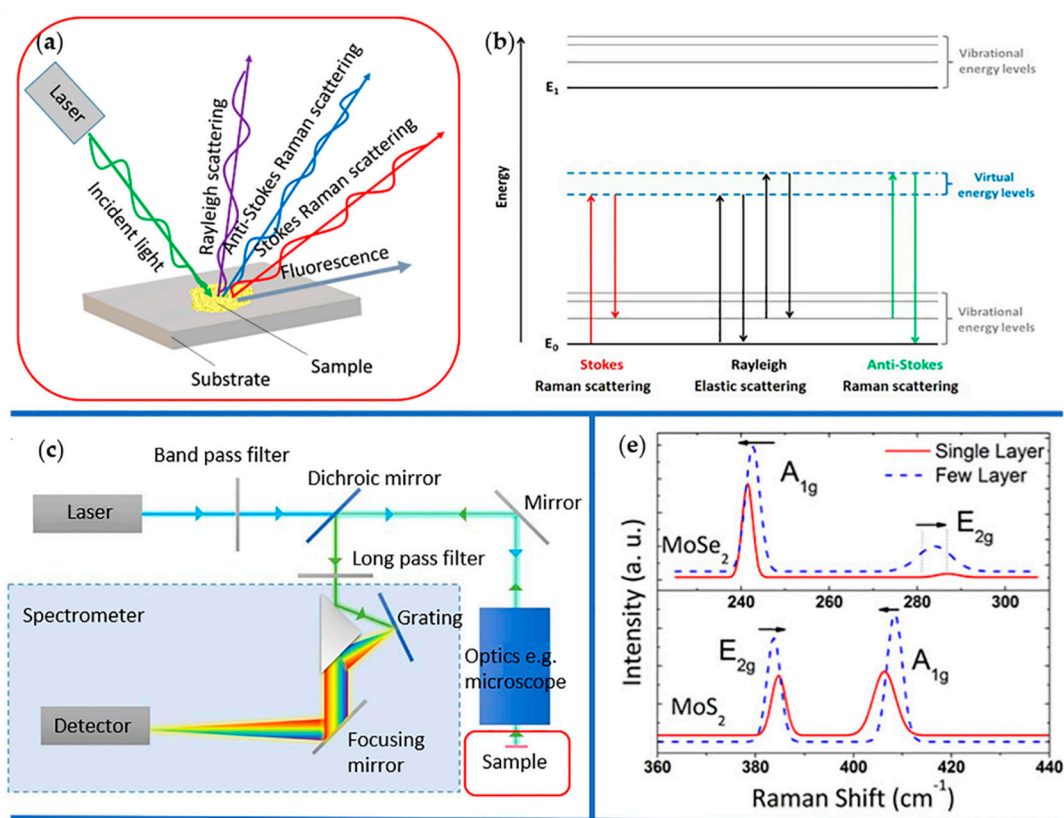 (a)
Laser
Incident light
Rayleigh scattering
Anti-Stokes Raman scattering
Stokes Raman scattering
Fluorescence
Sample
Substrate
(b)
Energy
E1
E0
Vibrational
energy levels
Virtual
energy levels
Vibrational
energy levels
Stokes
Raman scattering
Rayleigh
Elastic scattering
Anti-Stokes
Raman scattering
(c)
Band pass filter
Dichroic mirror
Mirror
Laser
Long pass filter
Spectrometer
Grating
Optics e.g.
microscope
Detector
Focusing
mirror
Sample
(e)
Single Layer
Few Layer
A1g
E2g
MoSe2
240 260 280 300
E2g
A1g
MoS2
360 380 400 420 440
Intensity (a. u.)
Raman Shift (cm-1)